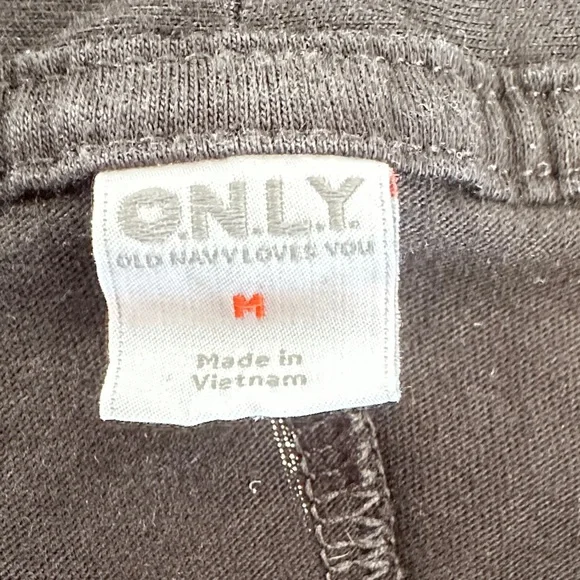 O.N.L.Y.
OLD NAVY LOVES YOU
M
Made in
Vietnam